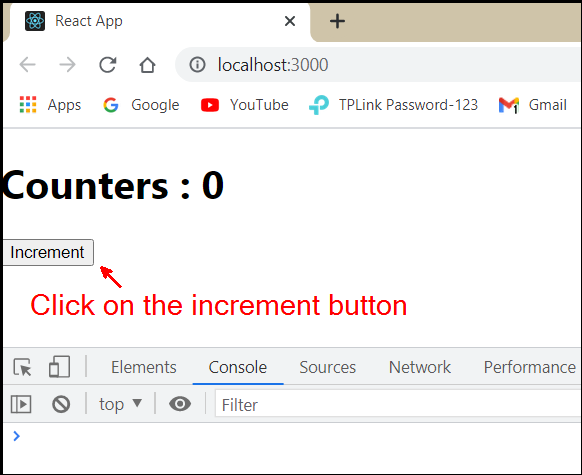 React App
localhost:3000
Apps Google YouTube TPLink Password-123 Gmail
Counters : 0
Increment
Click on the increment button
Elements Console Sources Network Performance
top Filter